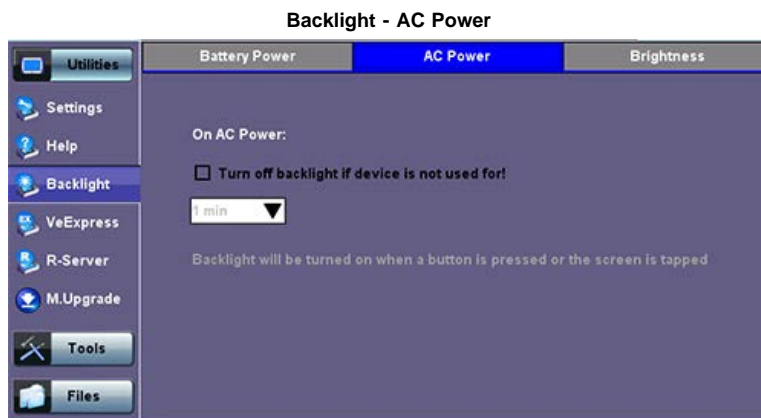 Backlight - AC Power
Utilities
Battery Power
AC Power
Brightness
Settings
Help
Backlight
VeExpress
R-Server
M.Upgrade
Tools
Files
On AC Power:
Turn off backlight if device is not used for!
1 min
Backlight will be turned on when a button is pressed or the screen is tapped